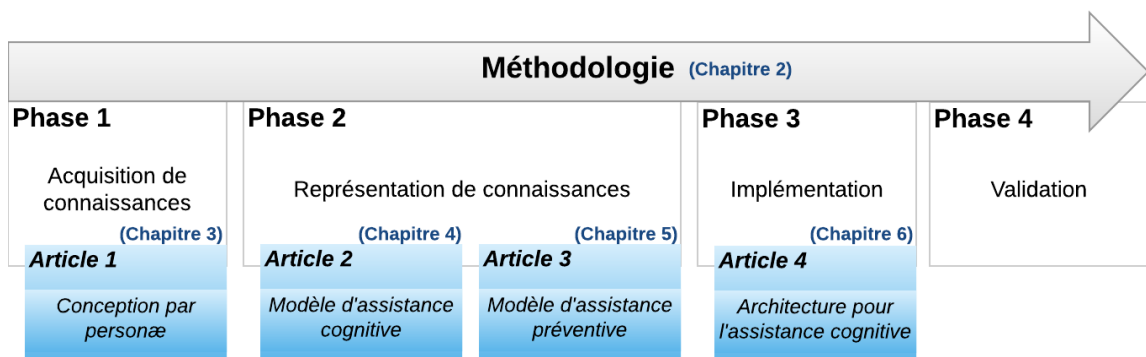 Méthodologie (Chapitre 2)
Phase 1
Acquisition de
connaissances
(Chapitre 3)
Article 1
Conception par
personæ
Phase 2
Représentation de connaissances
(Chapitre 4)
Article 2
Modèle d'assistance
cognitive
(Chapitre 5)
Article 3
Modèle d'assistance
préventive
Phase 3
Implémentation
(Chapitre 6)
Article 4
Architecture pour
l'assistance cognitive
Phase 4
Validation